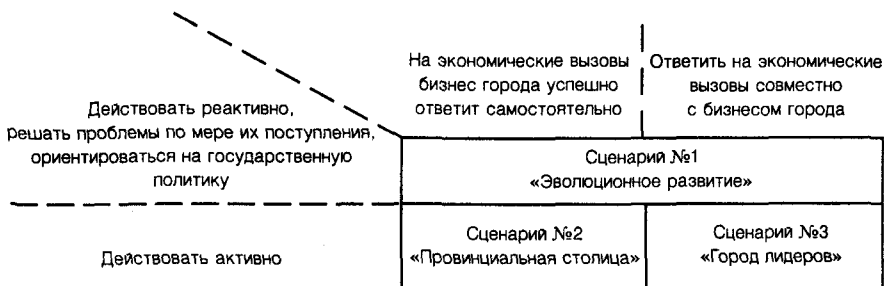 На экономические вызовы
бизнес города успешно
ответит самостоятельно
Ответить на экономические
вызовы совместно
с бизнесом города
Действовать реактивно,
решать проблемы по мере их поступления,
ориентироваться на государственную
политику
Сценарий №1
«Эволюционное развитие»
Действовать активно
Сценарий №2
«Провинциальная столица»
Сценарий №3
«Город лидеров»